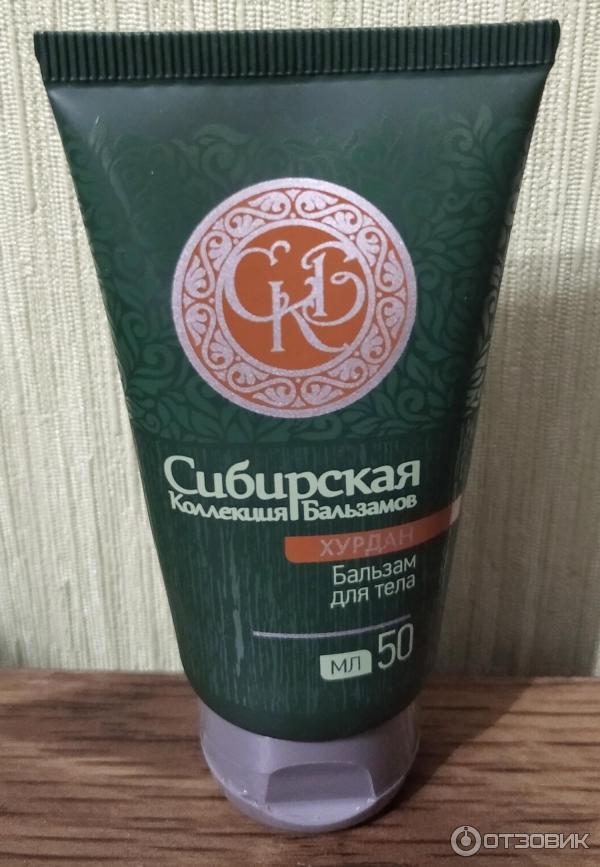 СКБ
Сибирская
Коллекция Бальзамов
ХУРДАН
Бальзам
для тела
МЛ 50
ОТЗОВИК